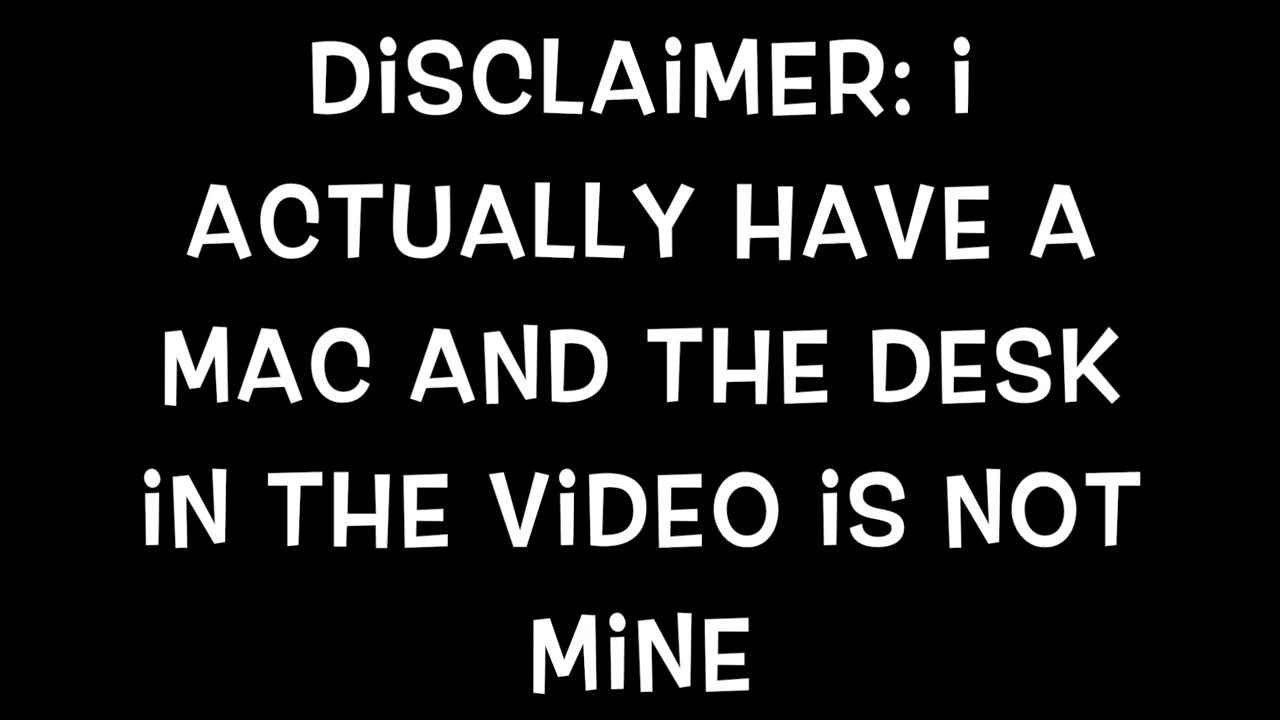 DiSCLAiMER: i
ACTUALLY HAVE A
MAC AND THE DESK
iN THE ViDEO iS NOT
MiNE